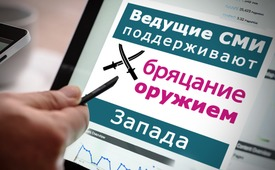 Ведущие СМИ
поддерживают
бряцание
оружием
Запада